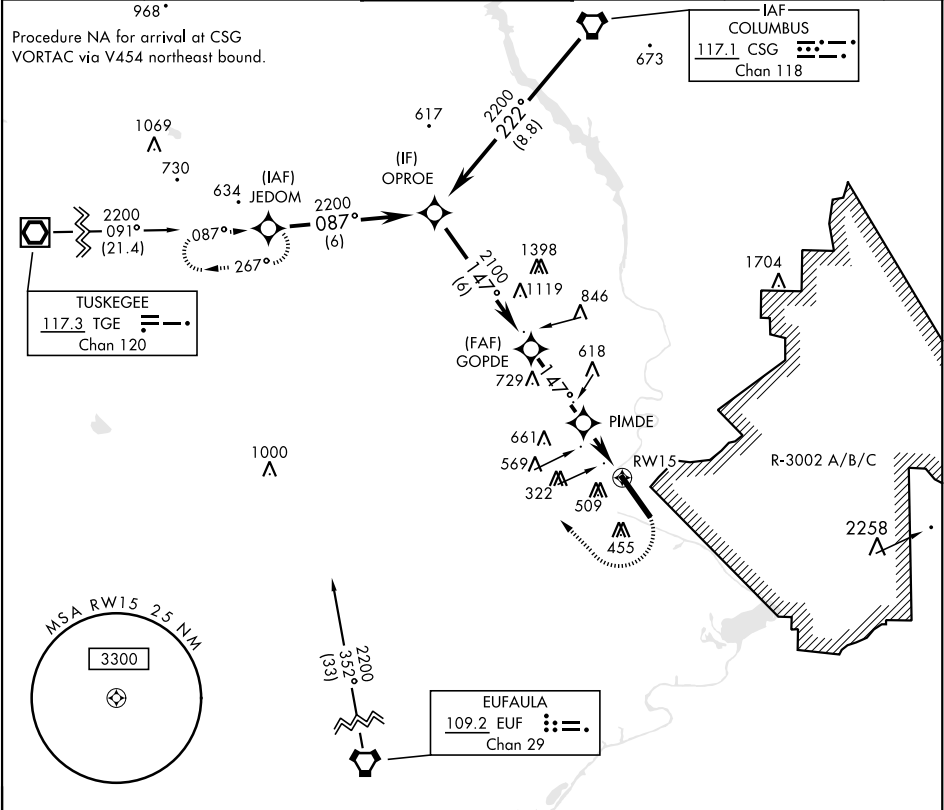 968
Procedure NA for arrival at CSG
VORTAC via V454 northeast bound.
IAF
COLUMBUS
117.1 CSG
Chan 118
673
2200
222°
(8.8)
617
1069
730
634
(IAF)
JEDOM
(IF)
OPROE
2200
091°
(21.4)
087°
267°
2200
087°
(6)
TUSKEGEE
117.3 TGE
Chan 120
2100
147°
(6)
1398
1119
846
1704
(FAF)
GOPDE
729
618
147°
PIMDE
661
569
322
509
455
RW15
R-3002 A/B/C
1000
2258
MSA RW15 25 NM
3300
2200
352°
(33)
EUFAULA
109.2 EUF
Chan 29